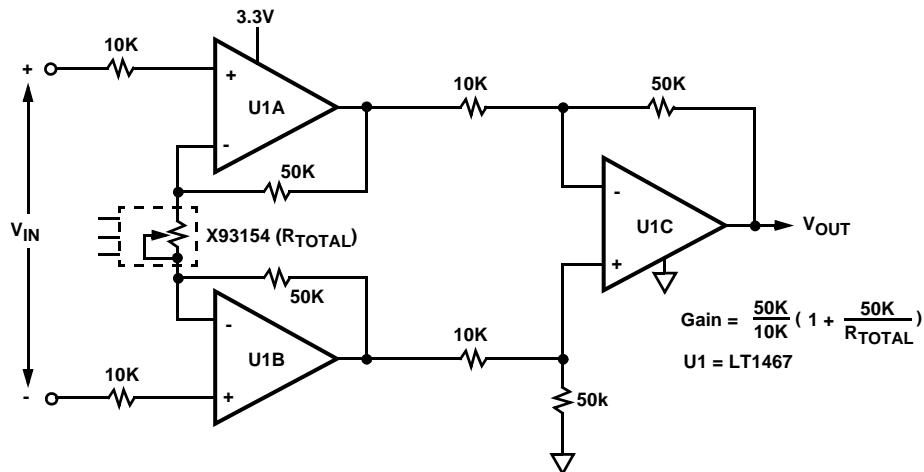 3.3V
10K
+
+
U1A
-
10K
50K
50K
VIN
X93154 (RTOTAL)
-
U1C
+
VOUT
50K
-
U1B
+
10K
10K
-
50k
Gain = 50K/10K ( 1 + 50K/RTOTAL )
U1 = LT1467